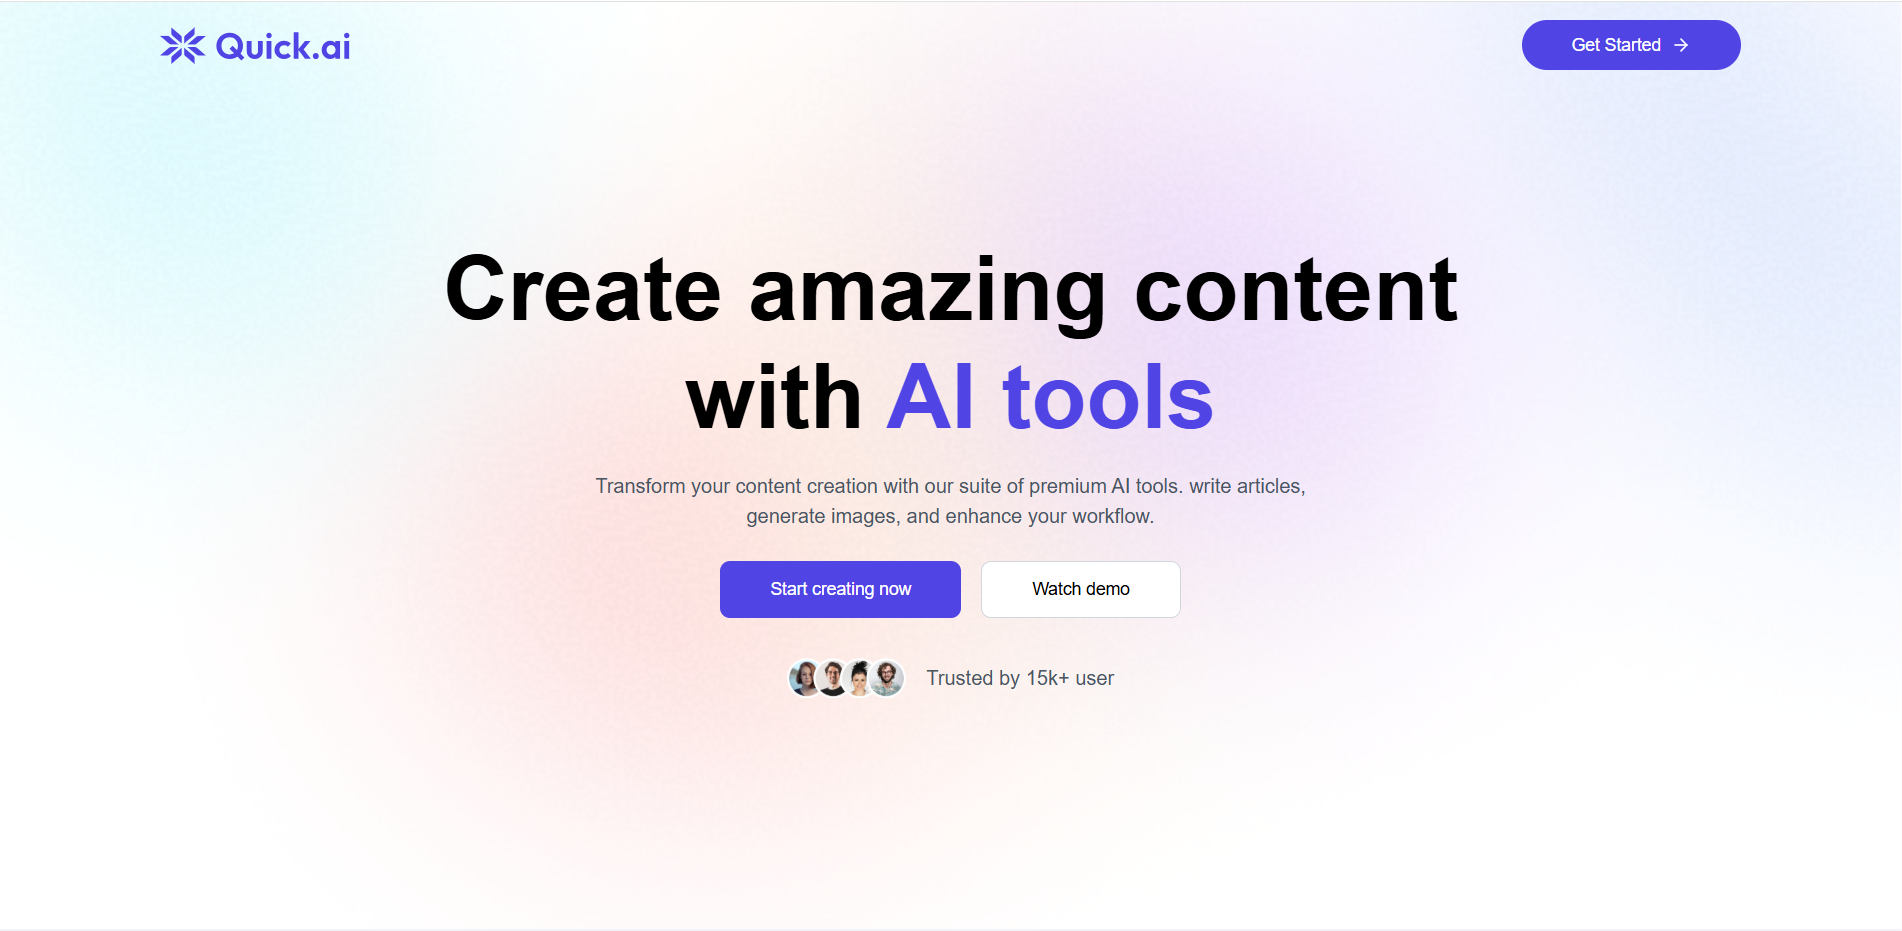 Quick.ai
Get Started
Create amazing content
with AI tools
Transform your content creation with our suite of premium AI tools. write articles,
generate images, and enhance your workflow.
Start creating now
Watch demo
Trusted by 15k+ user